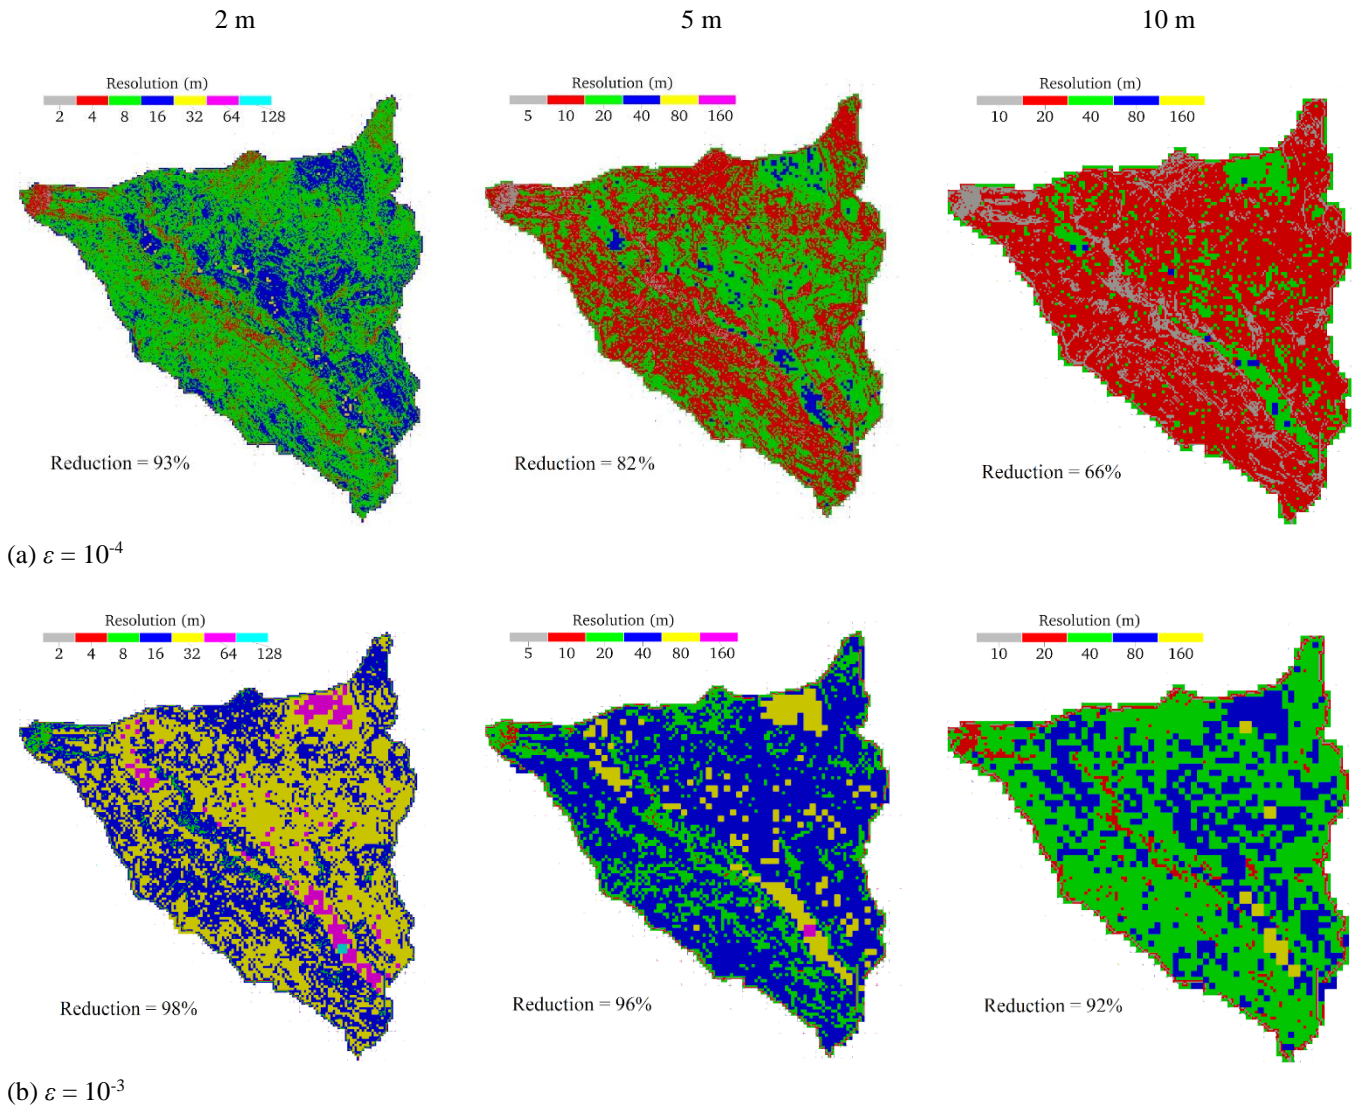 2 m 5 m 10 m
Resolution (m) Resolution (m) Resolution (m)
2 4 8 16 32 64 128 5 10 20 40 80 160 10 20 40 80 160
Reduction = 93% Reduction = 82% Reduction = 66%
(a) ε = 10⁻⁴
Resolution (m) Resolution (m) Resolution (m)
2 4 8 16 32 64 128 5 10 20 40 80 160 10 20 40 80 160
Reduction = 98% Reduction = 96% Reduction = 92%
(b) ε = 10⁻³